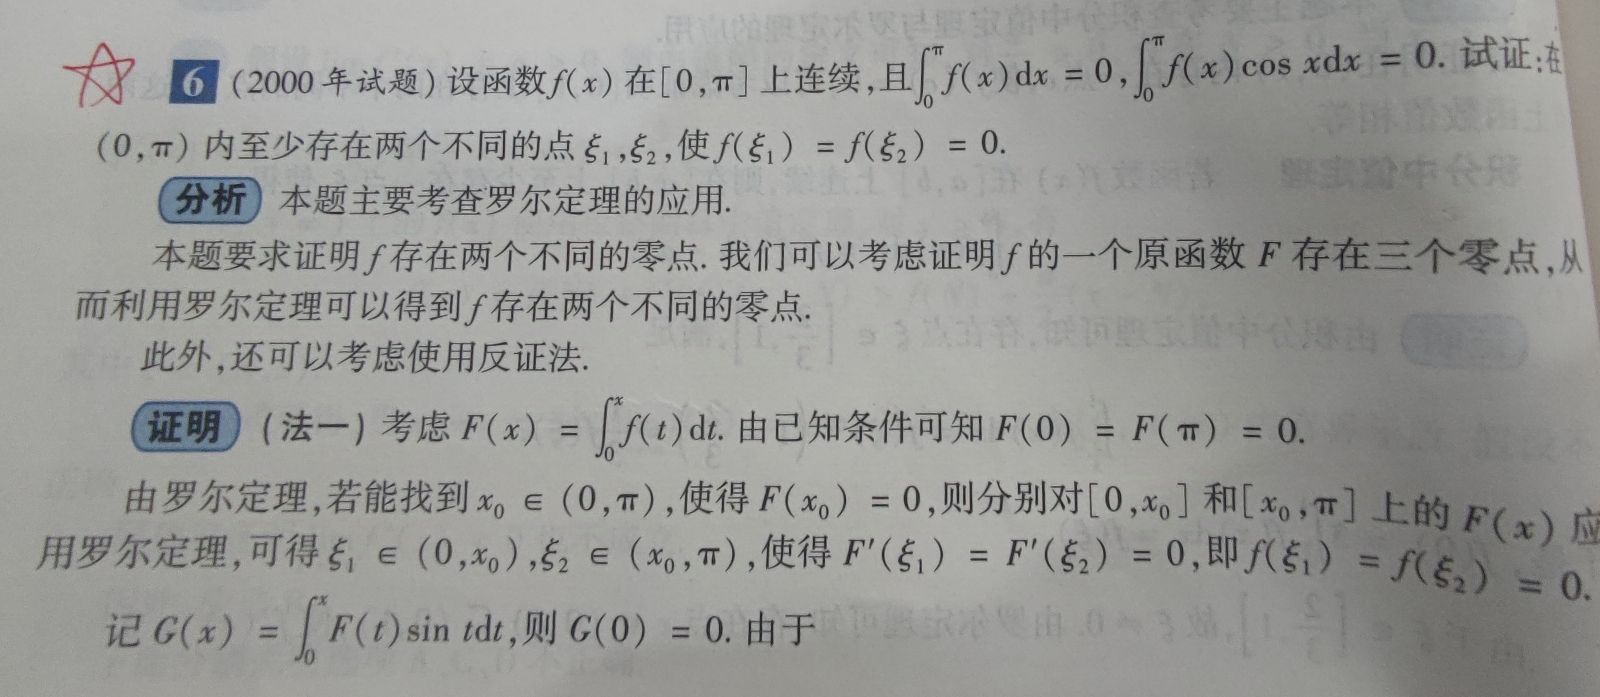 6 (2000 年试题) 设函数f(x) 在[0,π] 上连续,且∫₀^π f(x)dx = 0,∫₀^π f(x)cos xdx = 0. 试证:在
(0,π) 内至少存在两个不同的点 ξ₁,ξ₂,使 f(ξ₁) = f(ξ₂) = 0.
分析 本题主要考查罗尔定理的应用.
本题要求证明 f 存在两个不同的零点. 我们可以考虑证明 f 的一个原函数 F 存在三个零点,从
而利用罗尔定理可以得到 f 存在两个不同的零点.
此外,还可以考虑使用反证法.
证明 (法一) 考虑 F(x) = ∫₀^x f(t)dt. 由已知条件可知 F(0) = F(π) = 0.
由罗尔定理,若能找到 x₀ ∈ (0,π),使得 F(x₀) = 0,则分别对[0,x₀] 和[x₀,π] 上的 F(x) 应
用罗尔定理,可得 ξ₁ ∈ (0,x₀),ξ₂ ∈ (x₀,π),使得 F′(ξ₁) = F′(ξ₂) = 0,即 f(ξ₁) = f(ξ₂) = 0.
记 G(x) = ∫₀^x F(t)sin tdt,则 G(0) = 0. 由于